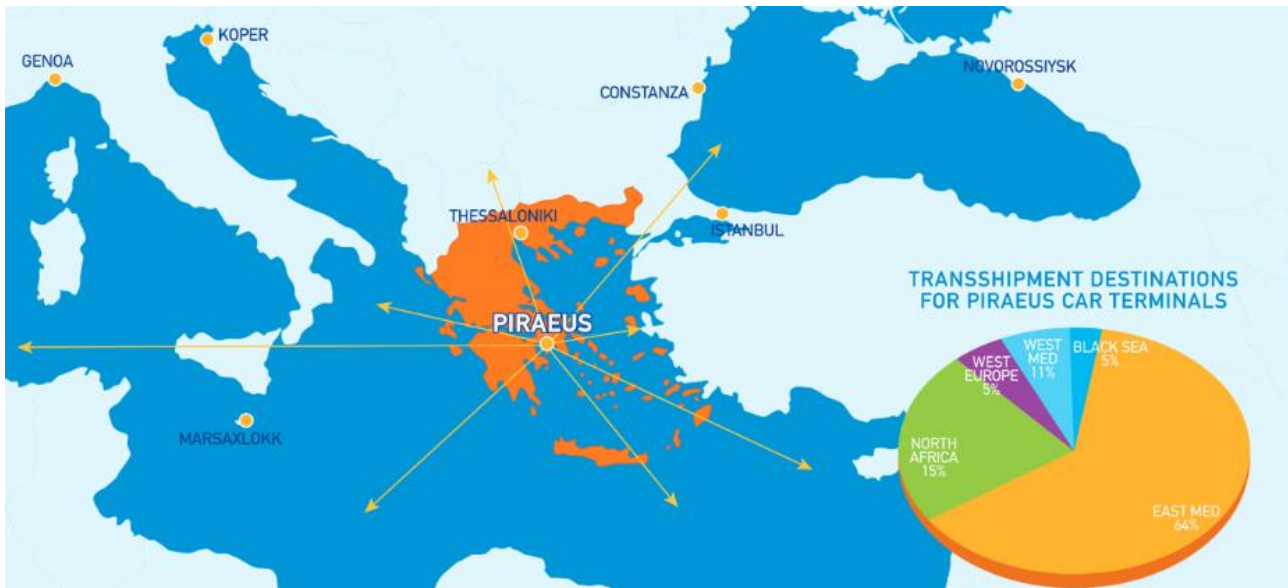 KOPER
GENOA
NOVOROSSIYSK
CONSTANZA
THESSALONIKI
ISTANBUL
PIRAEUS
MARSAXLOKK
TRANSSHIPMENT DESTINATIONS
FOR PIRAEUS CAR TERMINALS
BLACK SEA
5%
WEST
MED
11%
WEST
EUROPE
5%
NORTH
AFRICA
15%
EAST MED
64%